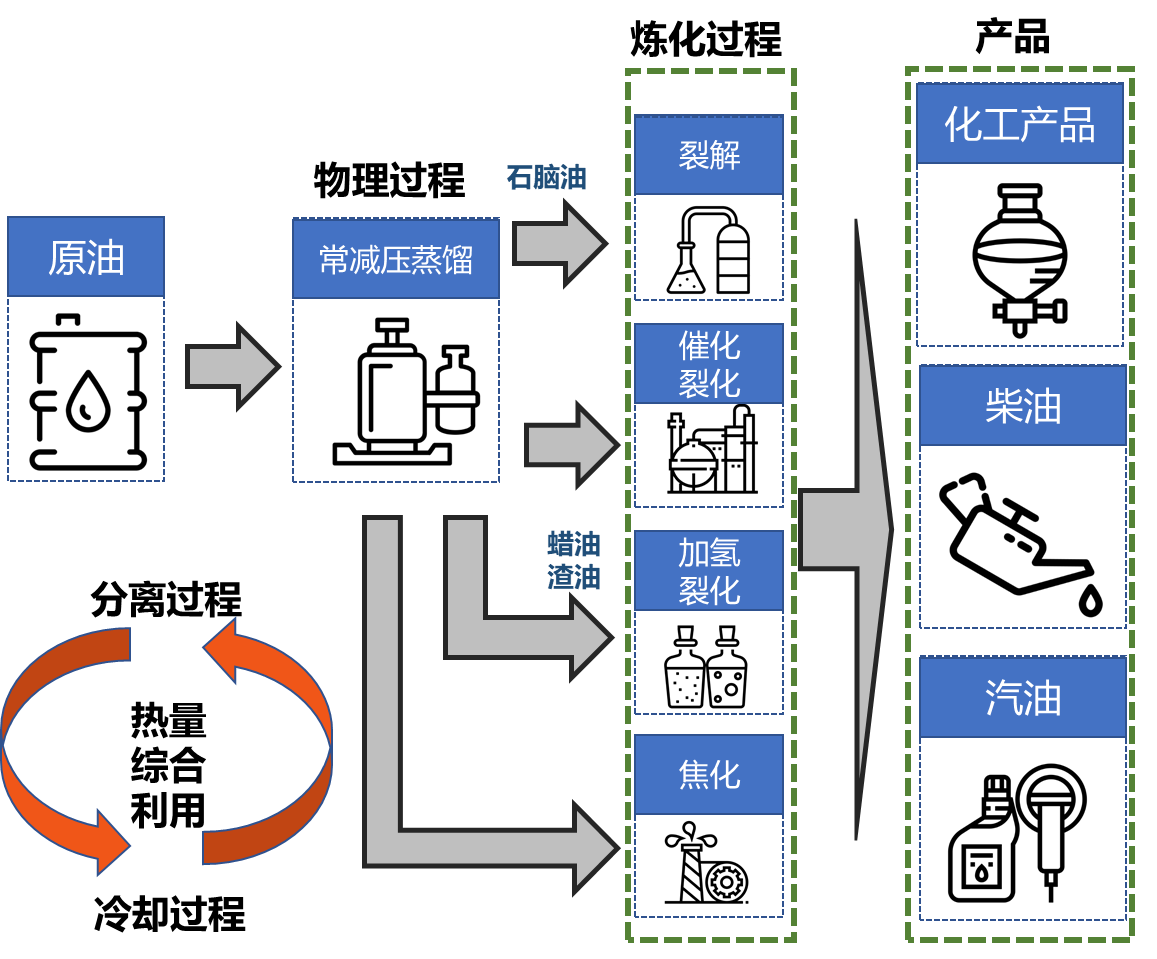 炼化过程
产品
物理过程
石脑油
原油
常减压蒸馏
裂解
催化
裂化
蜡油
渣油
加氢
裂化
焦化
化工产品
柴油
汽油
分离过程
热量
综合
利用
冷却过程